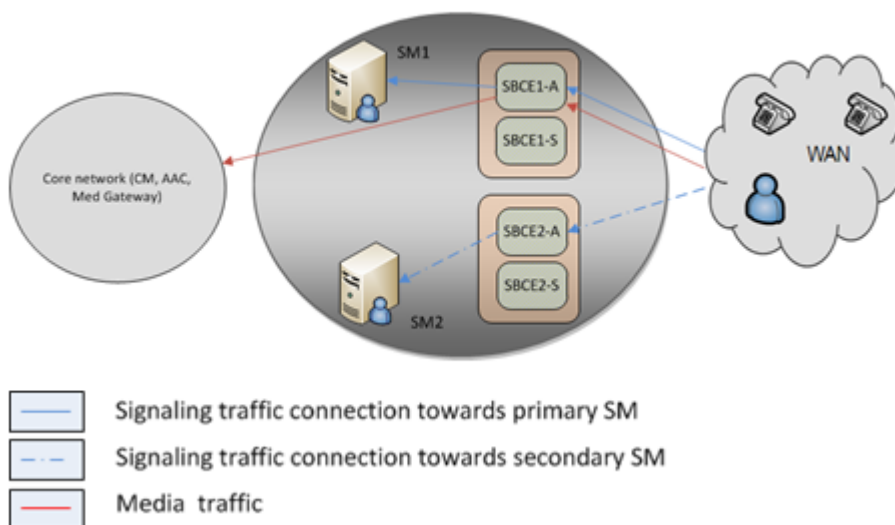 SM1
SBCE1-A
SBCE1-S
WAN
Core network (CM, AAC,
Med Gateway)
SBCE2-A
SBCE2-S
SM2
Signaling traffic connection towards primary SM
Signaling traffic connection towards secondary SM
Media traffic